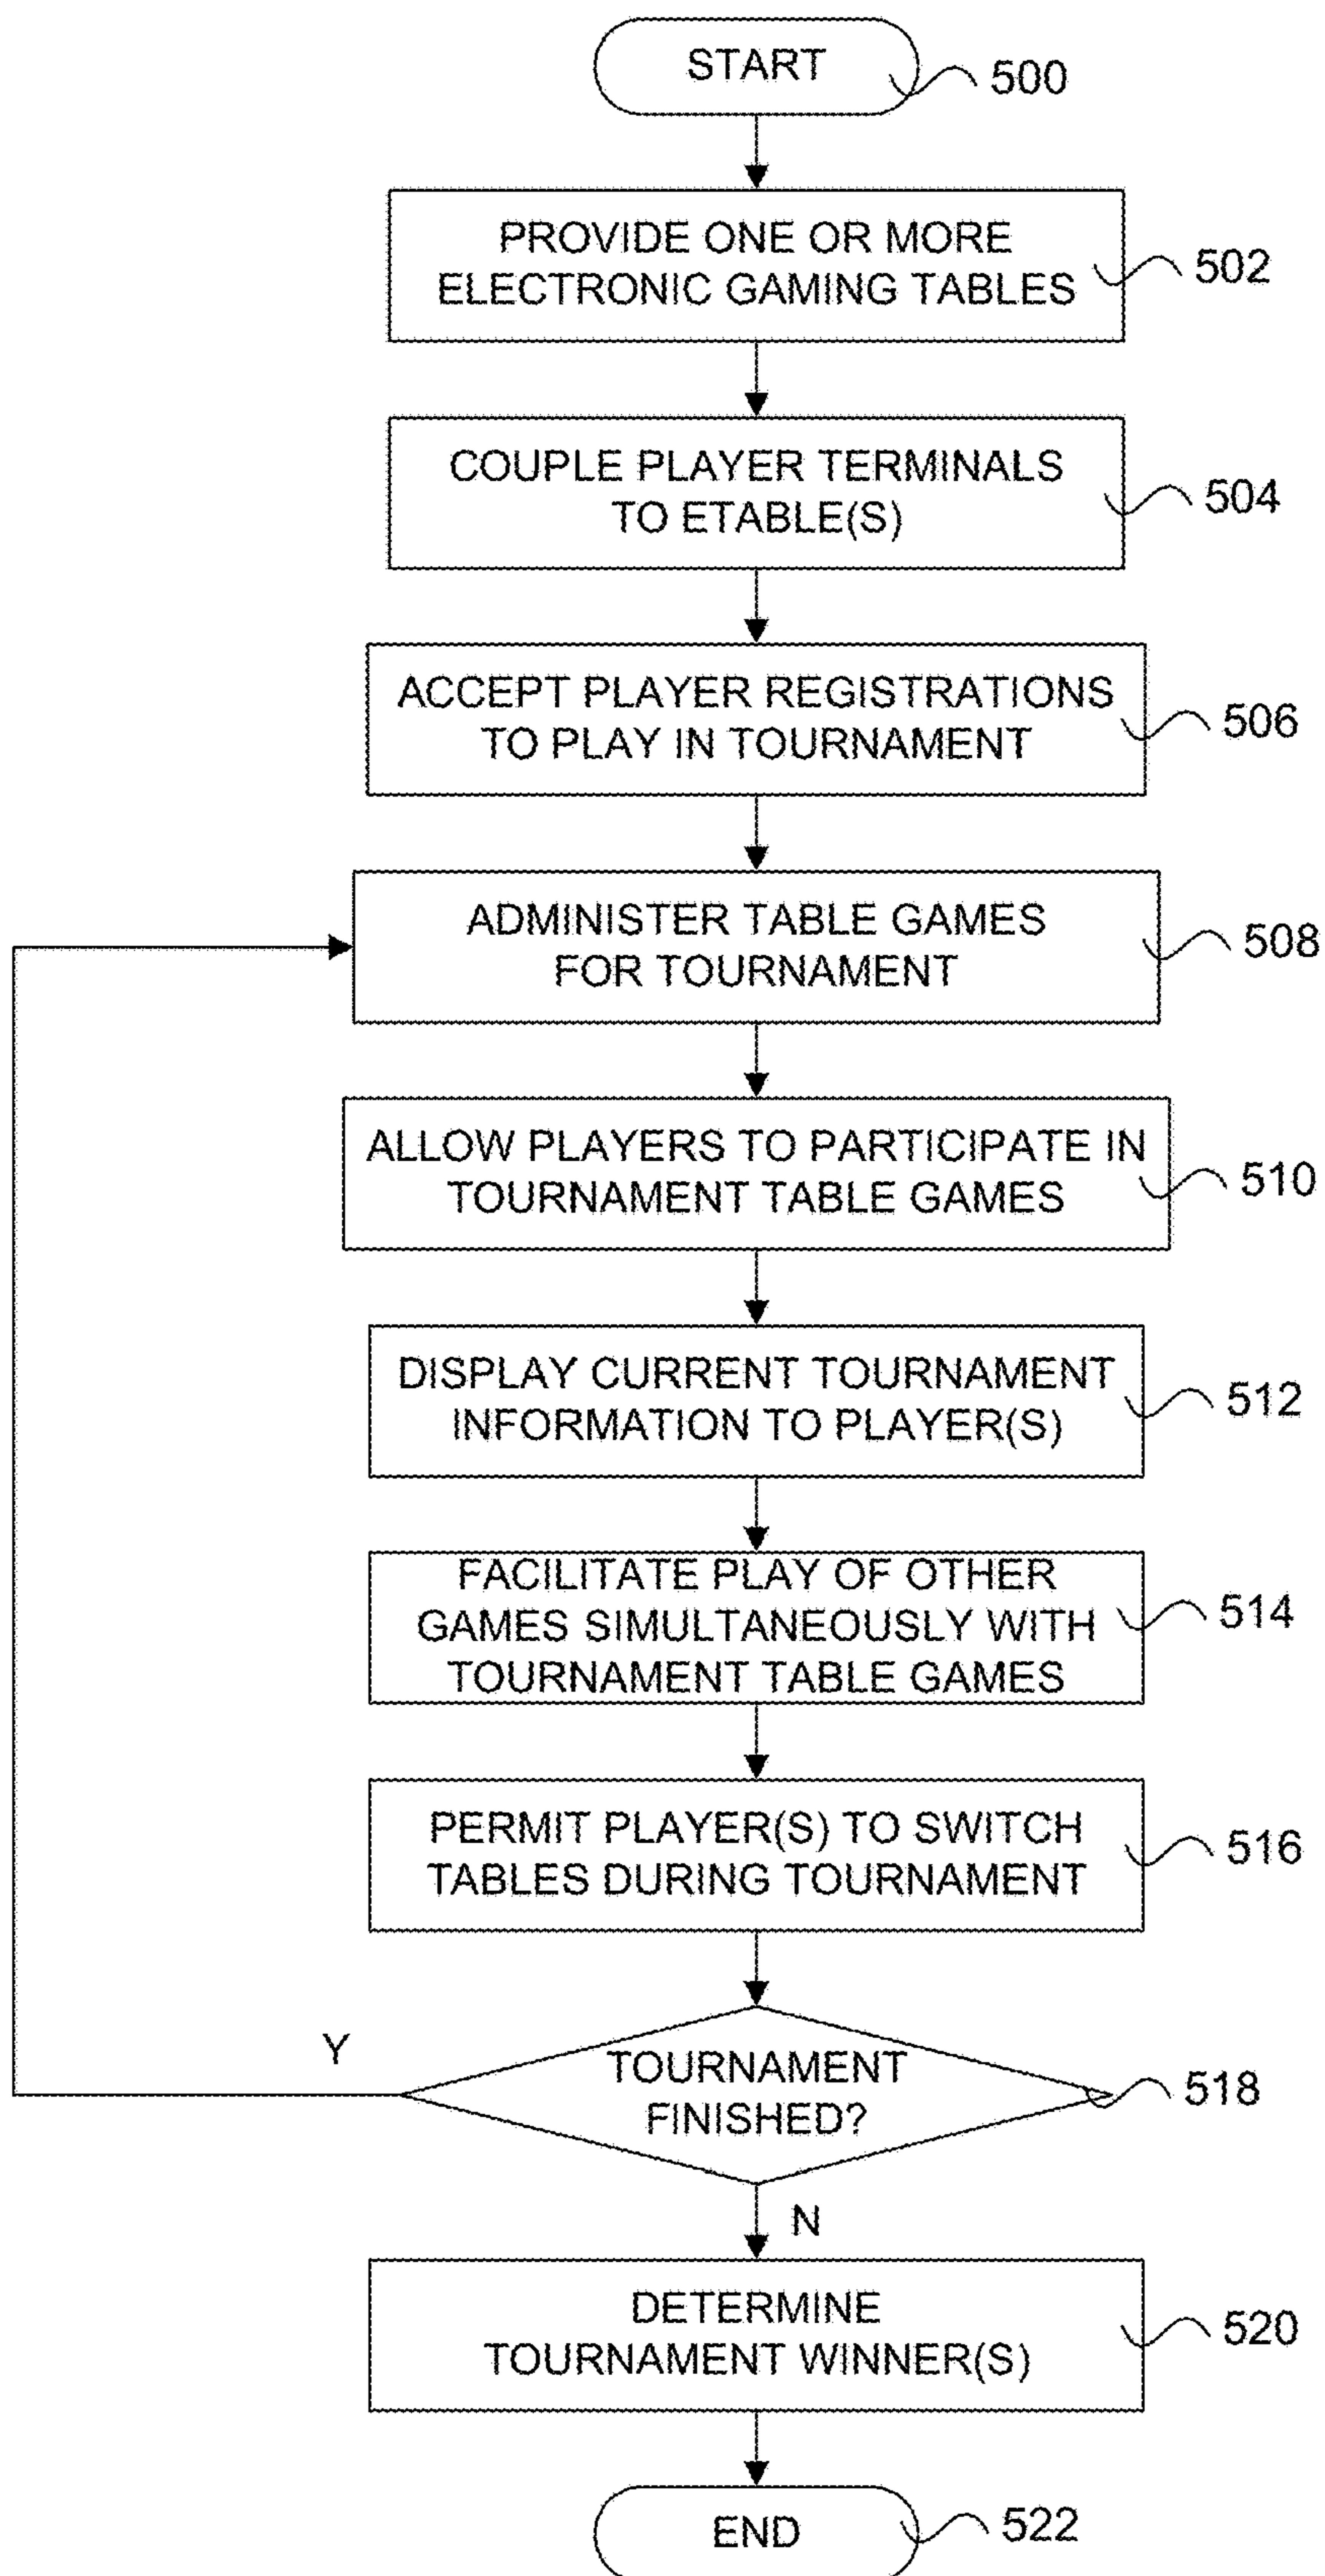 START
500
PROVIDE ONE OR MORE
ELECTRONIC GAMING TABLES
502
COUPLE PLAYER TERMINALS
TO ETABLE(S)
504
ACCEPT PLAYER REGISTRATIONS
TO PLAY IN TOURNAMENT
506
ADMINISTER TABLE GAMES
FOR TOURNAMENT
508
ALLOW PLAYERS TO PARTICIPATE IN
TOURNAMENT TABLE GAMES
510
DISPLAY CURRENT TOURNAMENT
INFORMATION TO PLAYER(S)
512
FACILITATE PLAY OF OTHER
GAMES SIMULTANEOUSLY WITH
TOURNAMENT TABLE GAMES
514
PERMIT PLAYER(S) TO SWITCH
TABLES DURING TOURNAMENT
516
Y
TOURNAMENT
FINISHED?
518
N
DETERMINE
TOURNAMENT WINNER(S)
520
END
522